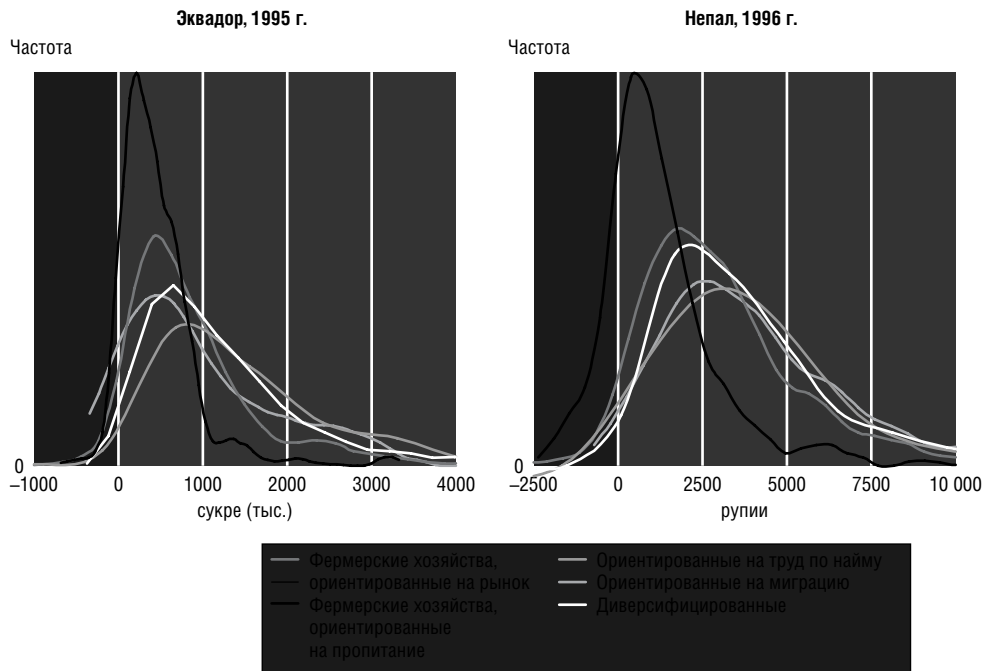 Эквадор, 1995 г.
Частота
0
–1000 0 1000 2000 3000 4000
сукре (тыс.)
Непал, 1996 г.
Частота
0
–2500 0 2500 5000 7500 10 000
рупии
Фермерские хозяйства,
ориентированные на рынок
Фермерские хозяйства,
ориентированные
на пропитание
Ориентированные на труд по найму
Ориентированные на миграцию
Диверсифицированные